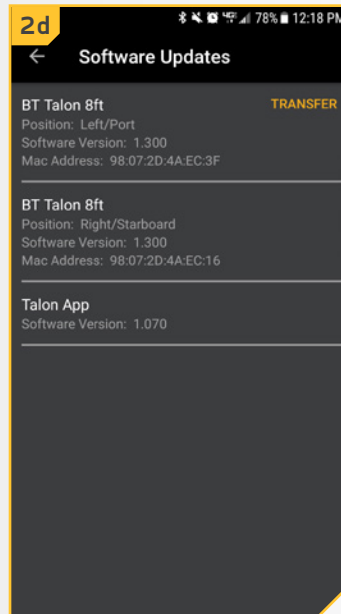 2d
78% 12:18 PM
Software Updates
BT Talon 8ft TRANSFER
Position: Left/Port
Software Version: 1.300
Mac Address: 98:07:2D:4A:EC:3F
BT Talon 8ft
Position: Right/Starboard
Software Version: 1.300
Mac Address: 98:07:2D:4A:EC:16
Talon App
Software Version: 1.070